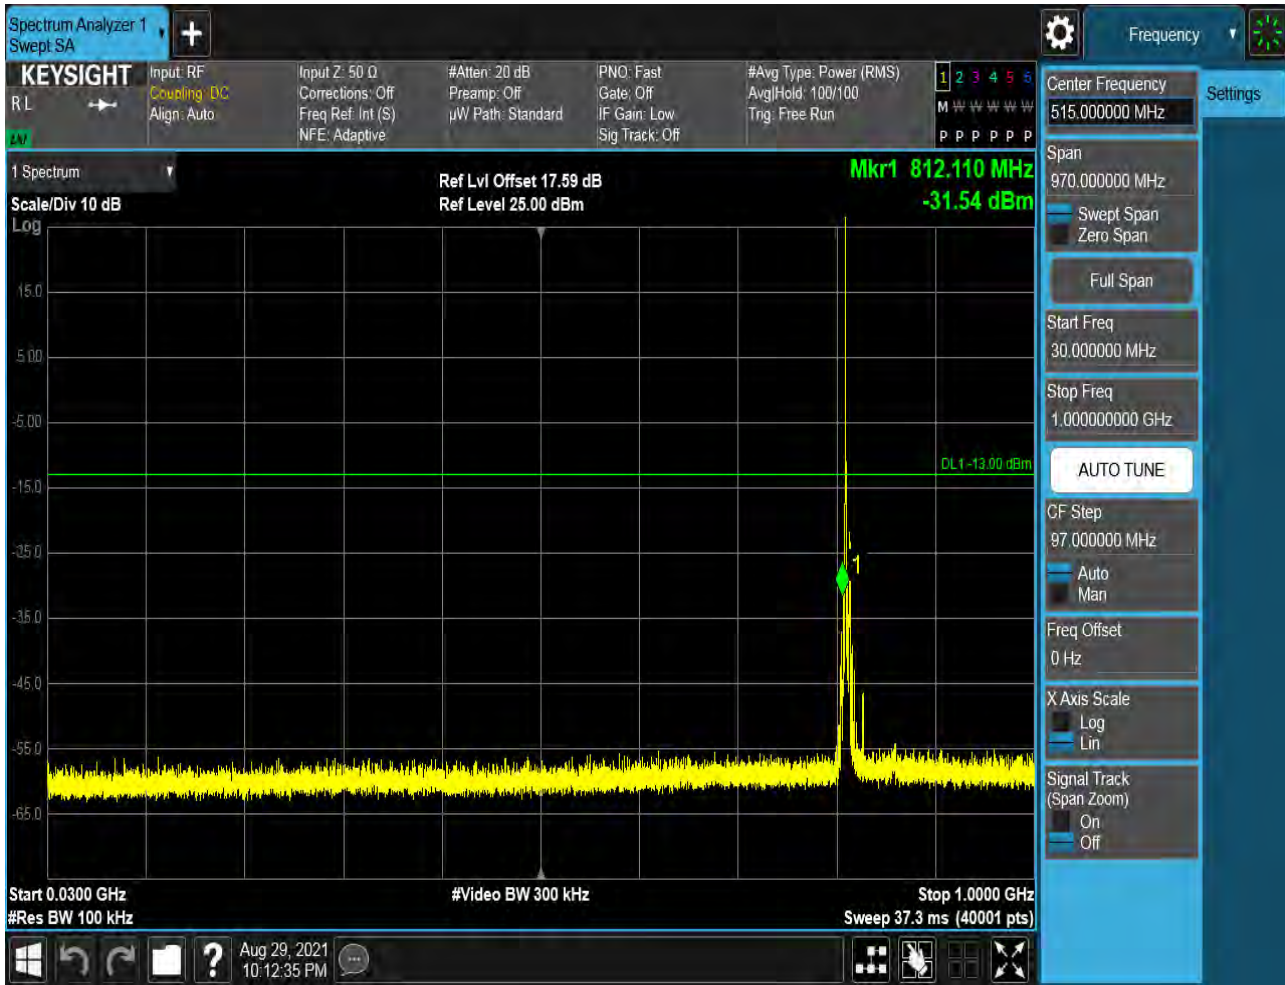 Spectrum Analyzer 1
Swept SA
Frequency
KEYSIGHT
R L
Input: RF
Coupling: DC
Align: Auto
Input Z: 50 Ω
Corrections: Off
Freq Ref: Int (S)
NFE: Adaptive
#Atten: 20 dB
Preamp: Off
µW Path: Standard
PNO: Fast
Gate: Off
IF Gain: Low
Sig Track: Off
#Avg Type: Power (RMS)
Avg|Hold: 100/100
Trig: Free Run
1 2 3 4 5 6
M W W W W W
P P P P P P
1 Spectrum
Scale/Div 10 dB
Log
Ref Lvl Offset 17.59 dB
Ref Level 25.00 dBm
Mkr1 812.110 MHz
-31.54 dBm
15.0
5.00
-5.00
-15.0
-25.0
-35.0
-45.0
-55.0
-65.0
DL1 -13.00 dBm
1
Start 0.0300 GHz
#Res BW 100 kHz
#Video BW 300 kHz
Stop 1.0000 GHz
Sweep 37.3 ms (40001 pts)
Aug 29, 2021
10:12:35 PM
Center Frequency
515.000000 MHz
Settings
Span
970.000000 MHz
Swept Span
Zero Span
Full Span
Start Freq
30.000000 MHz
Stop Freq
1.000000000 GHz
AUTO TUNE
CF Step
97.000000 MHz
Auto
Man
Freq Offset
0 Hz
X Axis Scale
Log
Lin
Signal Track
(Span Zoom)
On
Off